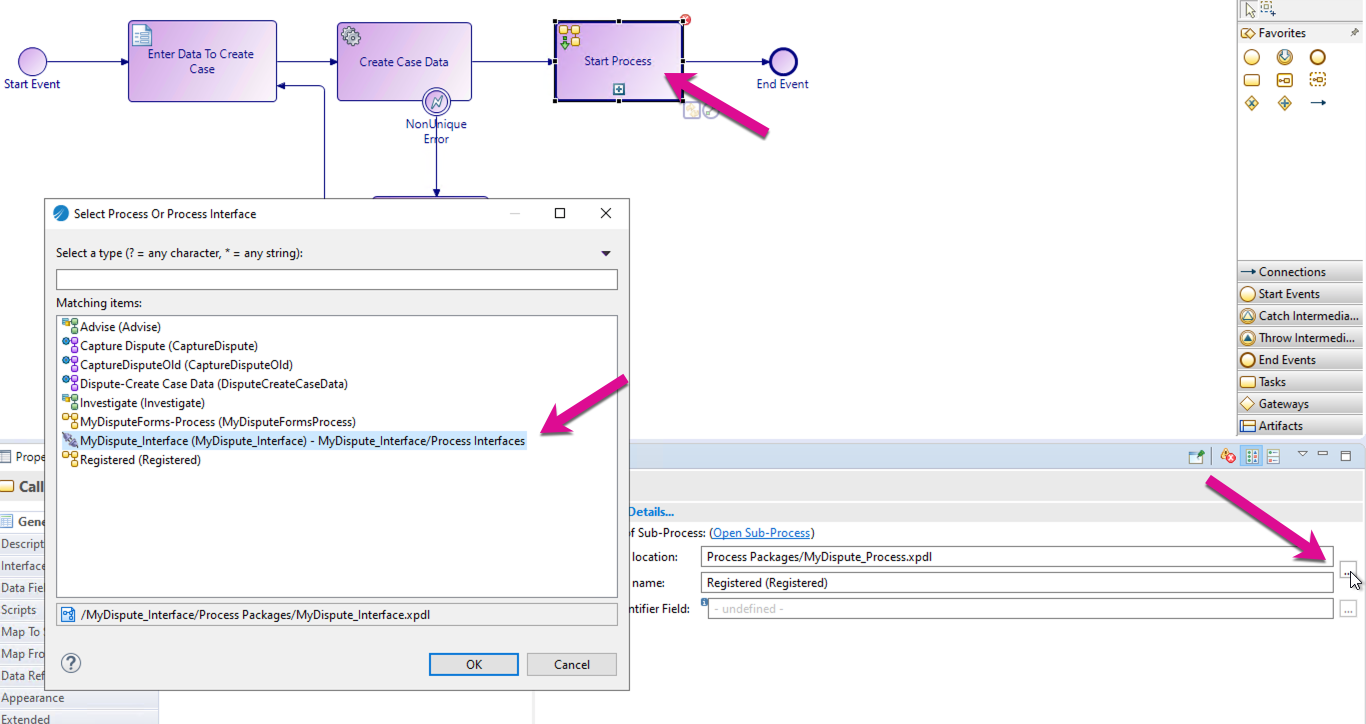 Favorites
Enter Data To Create
Case
Create Case Data
Start Process
Start Event
End Event
NonUnique
Error
Select Process Or Process Interface
Select a type (? = any character, * = any string):
Matching items:
Advise (Advise)
Capture Dispute (CaptureDispute)
CaptureDisputeOld (CaptureDisputeOld)
Dispute-Create Case Data (DisputeCreateCaseData)
Investigate (Investigate)
MyDisputeForms-Process (MyDisputeFormsProcess)
MyDispute_Interface (MyDispute_Interface) - MyDispute_Interface/Process Interfaces
Registered (Registered)
/MyDispute_Interface/Process Packages/MyDispute_Interface.xpdl
OK
Cancel
Connections
Start Events
Catch Intermedia...
Throw Intermedi...
End Events
Tasks
Gateways
Artifacts
Prope
Call
Gene
Descript
Interface
Data Fiel
Scripts
Map To S
Map Fro
Data Ref
Appearance
Extended
Details...
of Sub-Process: (Open Sub-Process)
location: Process Packages/MyDispute_Process.xpdl
name: Registered (Registered)
ntifier Field: - undefined -
...